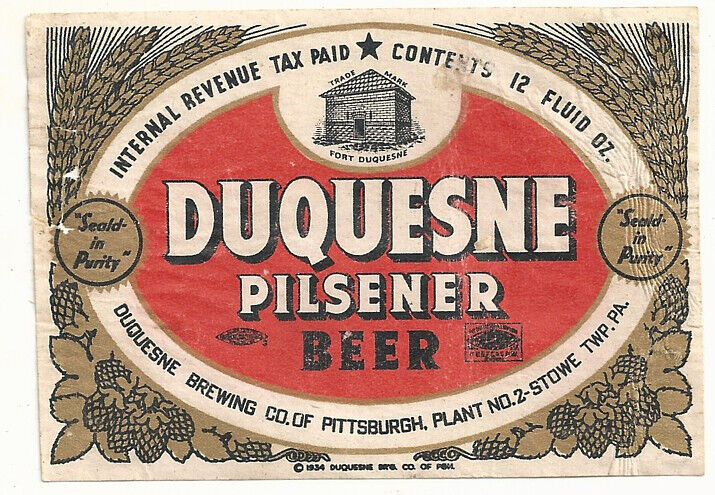 INTERNAL REVENUE TAX PAID ★ CONTENTS 12 FLUID OZ.
TRADE MARK
FORT DUQUESNE
DUQUESNE
"Seald-
in
Purity"
"Seald-
in
Purity"
PILSENER
BEER
DUQUESNE BREWING CO. OF PITTSBURGH, PLANT NO. 2-STOWE TWP. PA.
© 1934 DUQUESNE BR'G. CO. OF PGH.